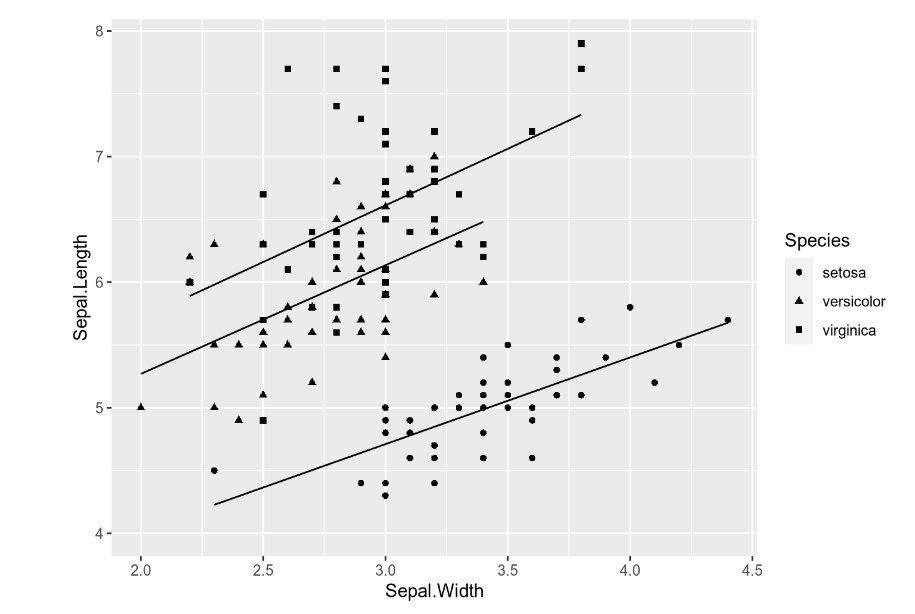 8
7
6
5
4
Sepal.Length
2.0 2.5 3.0 3.5 4.0 4.5
Sepal.Width
Species
setosa
versicolor
virginica